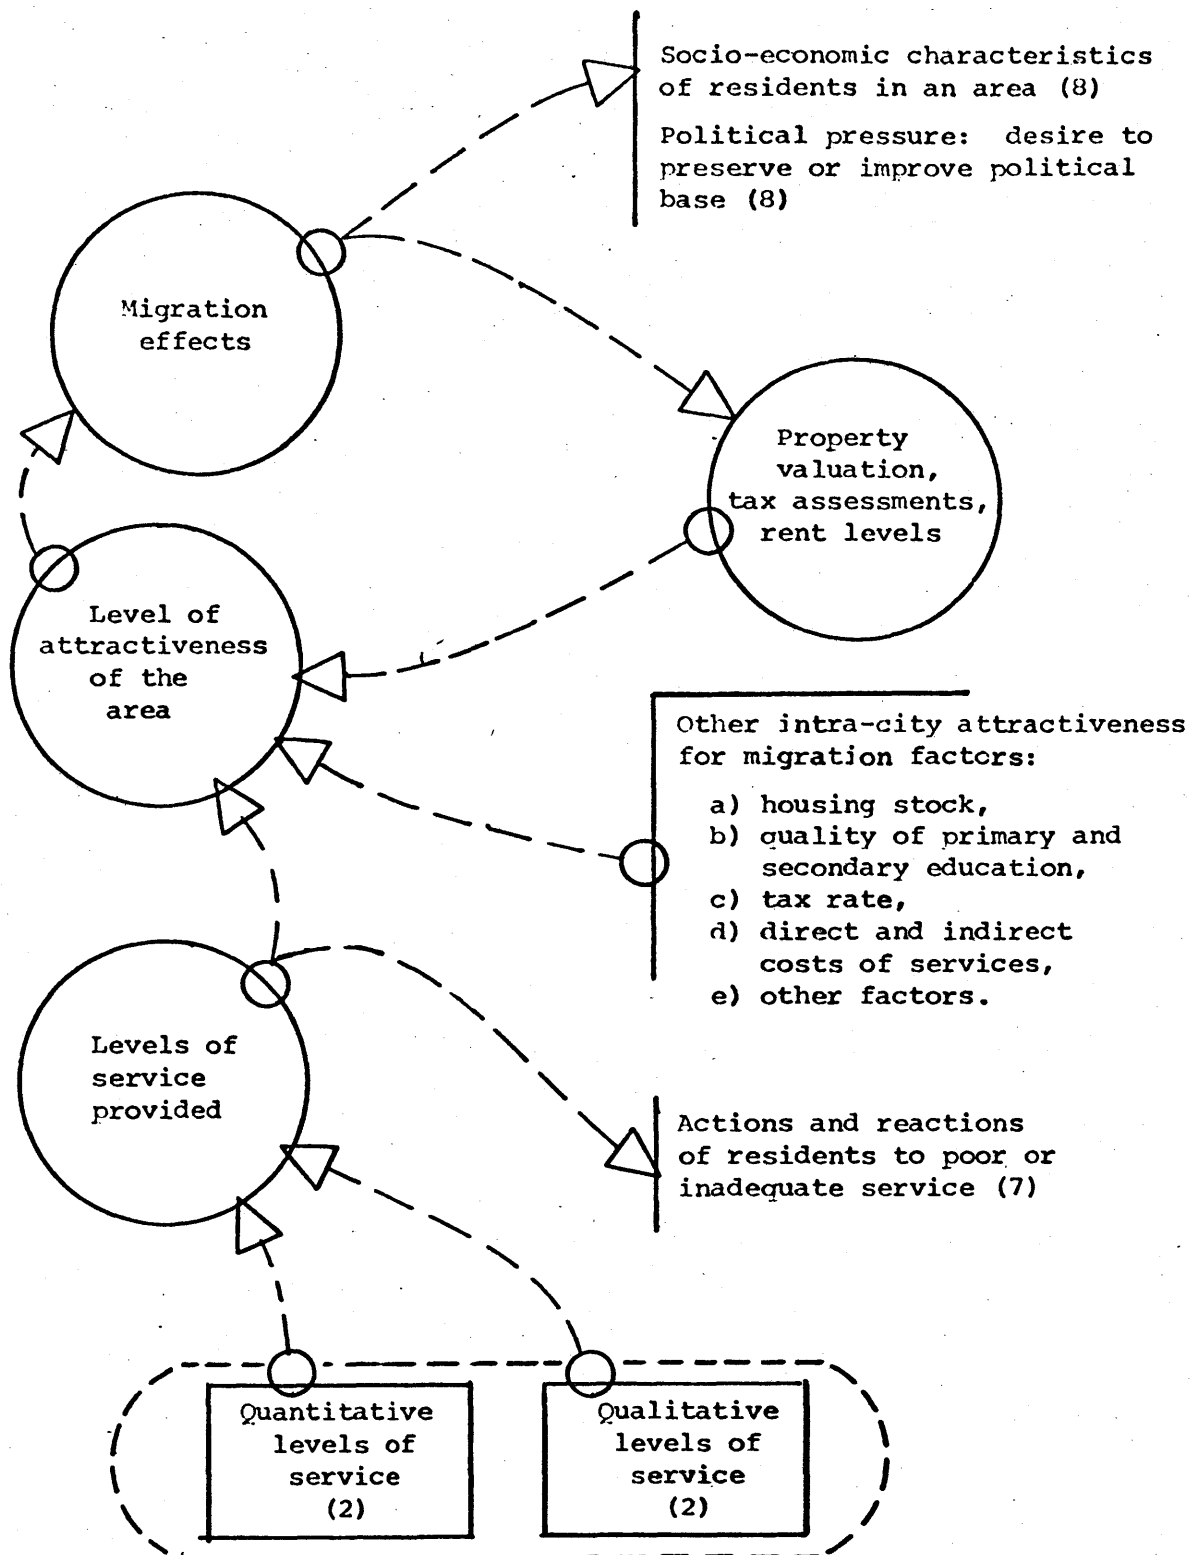 Socio-economic characteristics
of residents in an area (8)
Political pressure: desire to
preserve or improve political
base (8)
Migration
effects
Property
valuation,
tax assessments,
rent levels
Level of
attractiveness
of the
area
Other intra-city attractiveness
for migration factors:
a) housing stock,
b) quality of primary and
secondary education,
c) tax rate,
d) direct and indirect
costs of services,
e) other factors.
Levels of
service
provided
Actions and reactions
of residents to poor or
inadequate service (7)
Quantitative
levels of
service
(2)
Qualitative
levels of
service
(2)